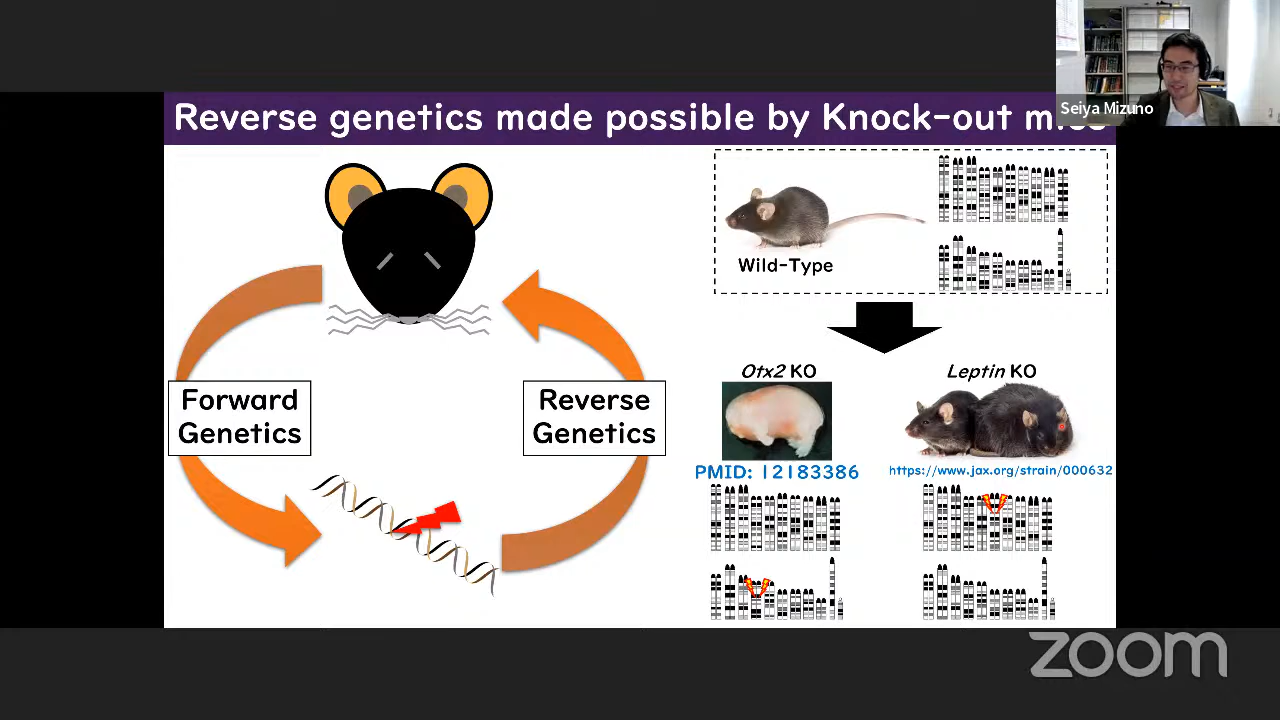 Seiya Mizuno
Reverse genetics made possible by Knock-out
Wild-Type
Forward
Genetics
Reverse
Genetics
Otx2 KO
Leptin KO
PMID: 12183386
https://www.jax.org/strain/000632
zoom